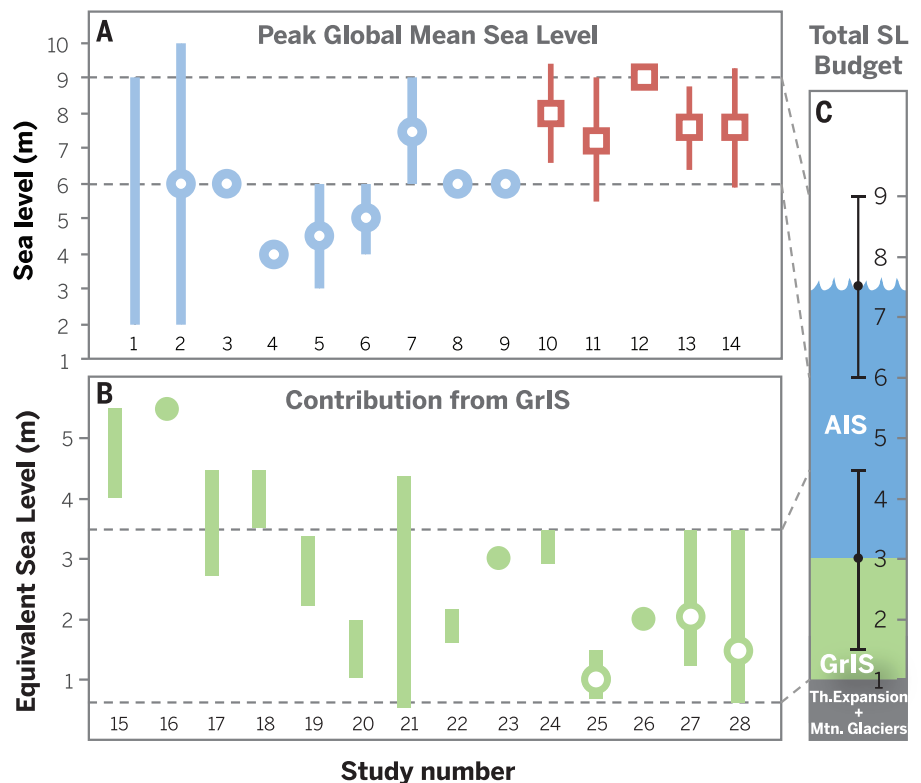 A
Peak Global Mean Sea Level
Sea level (m)
10
9
8
7
6
5
4
3
2
1
1 2 3 4 5 6 7 8 9 10 11 12 13 14
B
Contribution from GrIS
Equivalent Sea Level (m)
5
4
3
2
1
15 16 17 18 19 20 21 22 23 24 25 26 27 28
Study number
Total SL
Budget
C
9
8
7
6
AIS
5
4
3
2
GrIS
1
Th.Expansion
+
Mtn. Glaciers